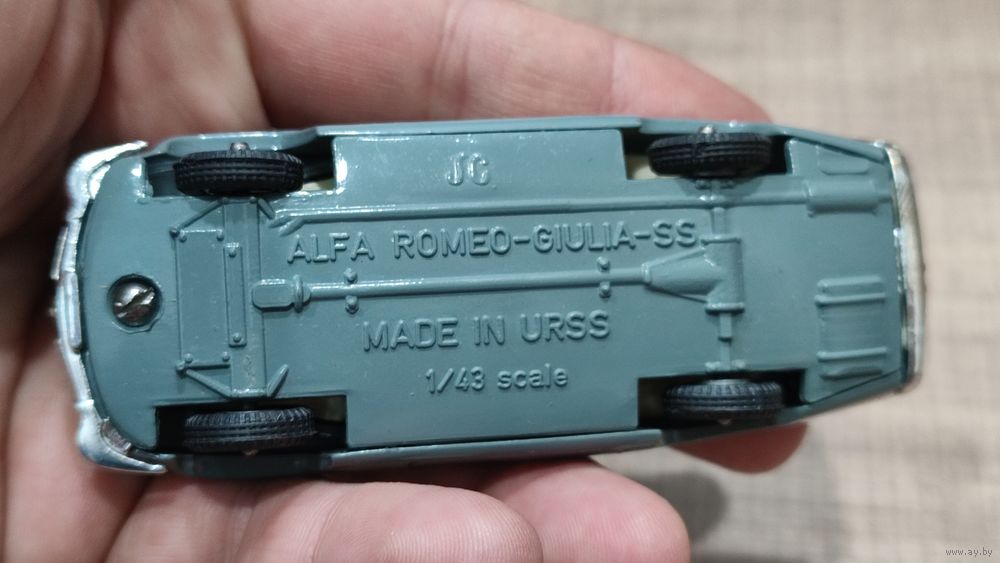 JC
ALFA ROMEO-GIULIA-SS.
MADE IN URSS
1/43 scale
www.ay.by